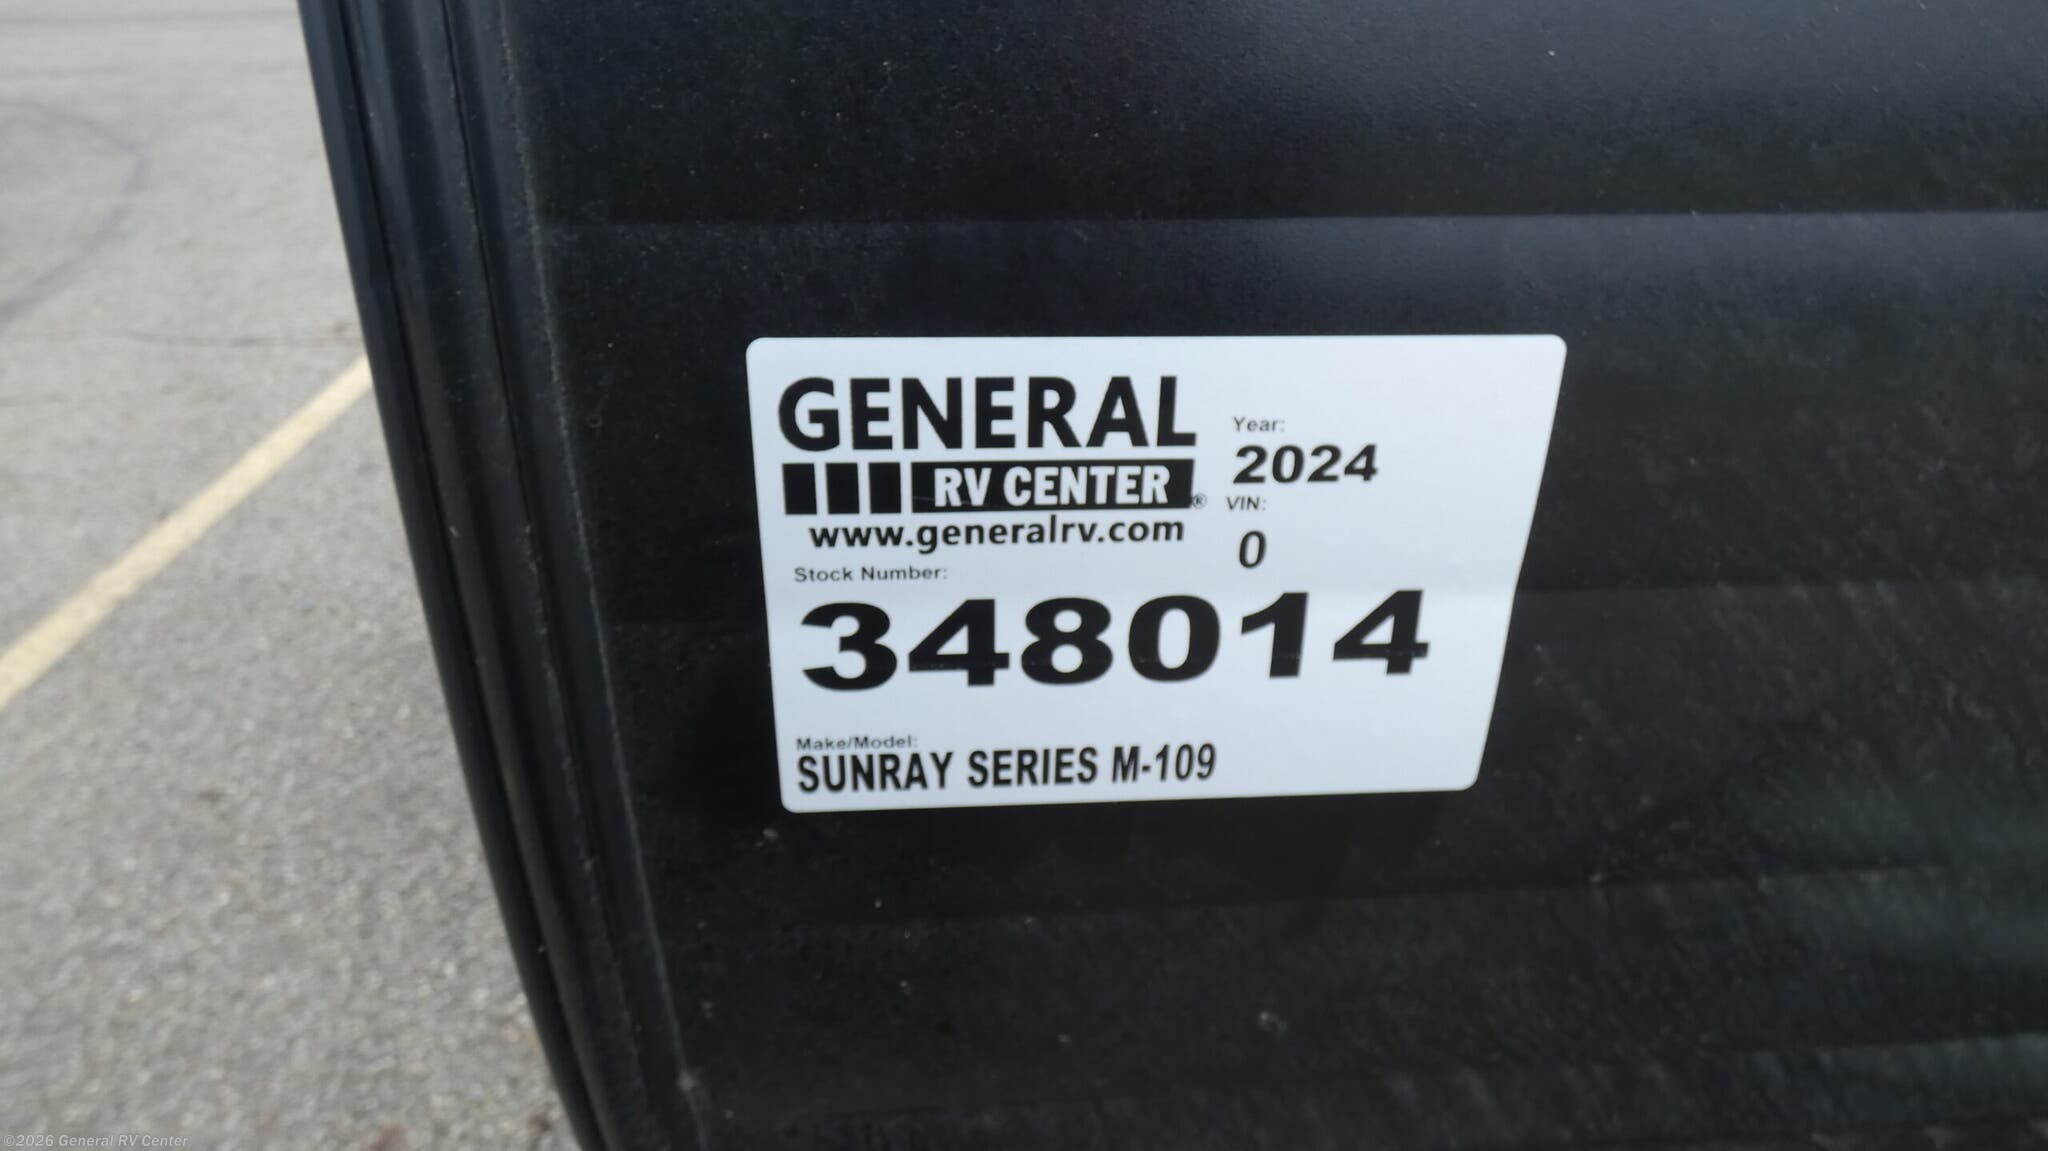 GENERAL
RV CENTER®
www.generalrv.com
Year:
2024
VIN:
0
Stock Number:
348014
Make/Model:
SUNRAY SERIES M-109
©2026 General RV Center